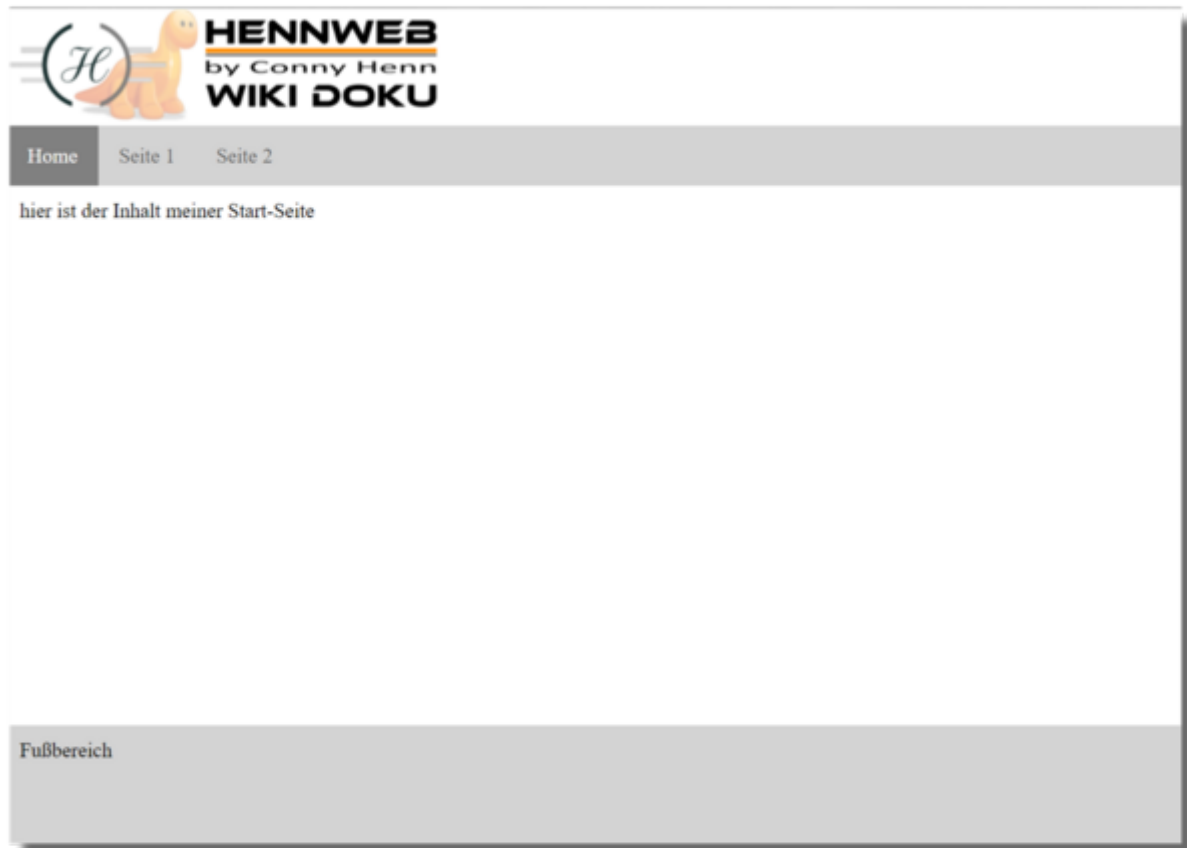 H
HENNWEB
by Conny Henn
WIKI DOKU
Home Seite 1 Seite 2
hier ist der Inhalt meiner Start-Seite
Fußbereich